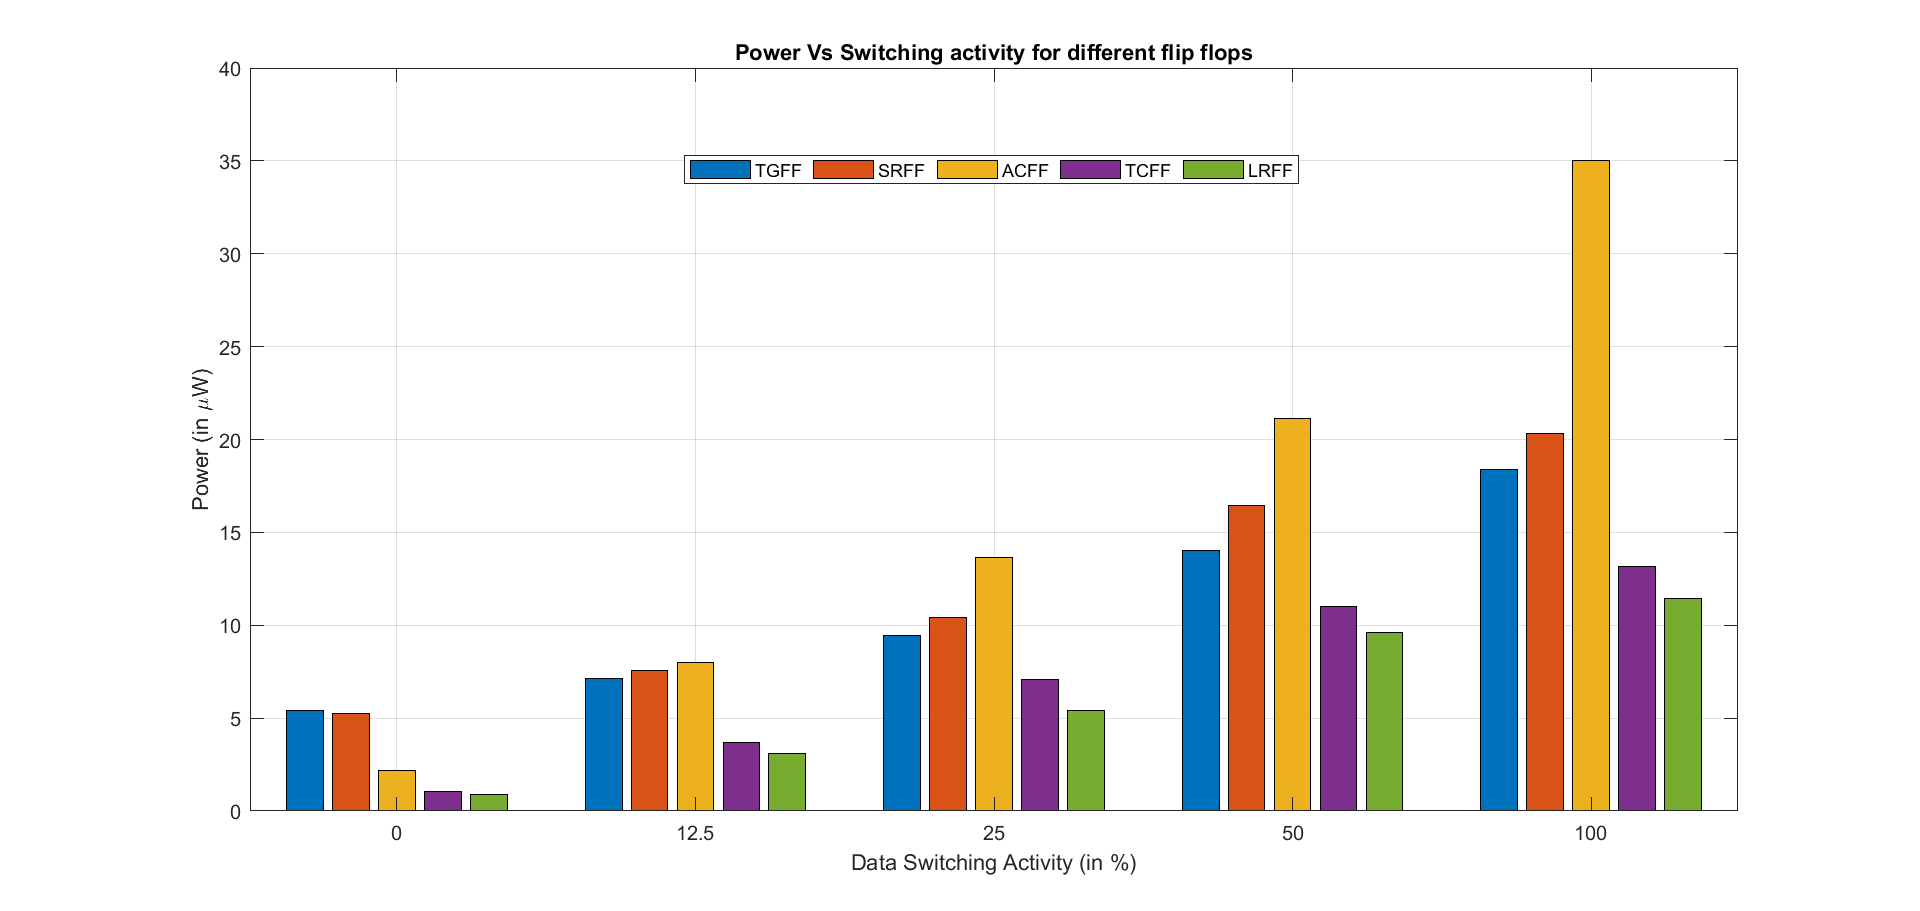 Power Vs Switching activity for different flip flops
40
35
30
25
20
15
10
5
0
Power (in μW)
TGFF SRFF ACFF TCFF LRFF
0 12.5 25 50 100
Data Switching Activity (in %)